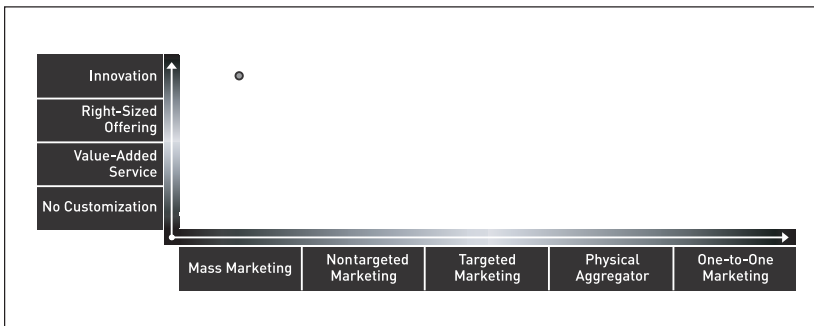 Innovation
Right-Sized
Offering
Value-Added
Service
No Customization
Mass Marketing
Nontargeted
Marketing
Targeted
Marketing
Physical
Aggregator
One-to-One
Marketing